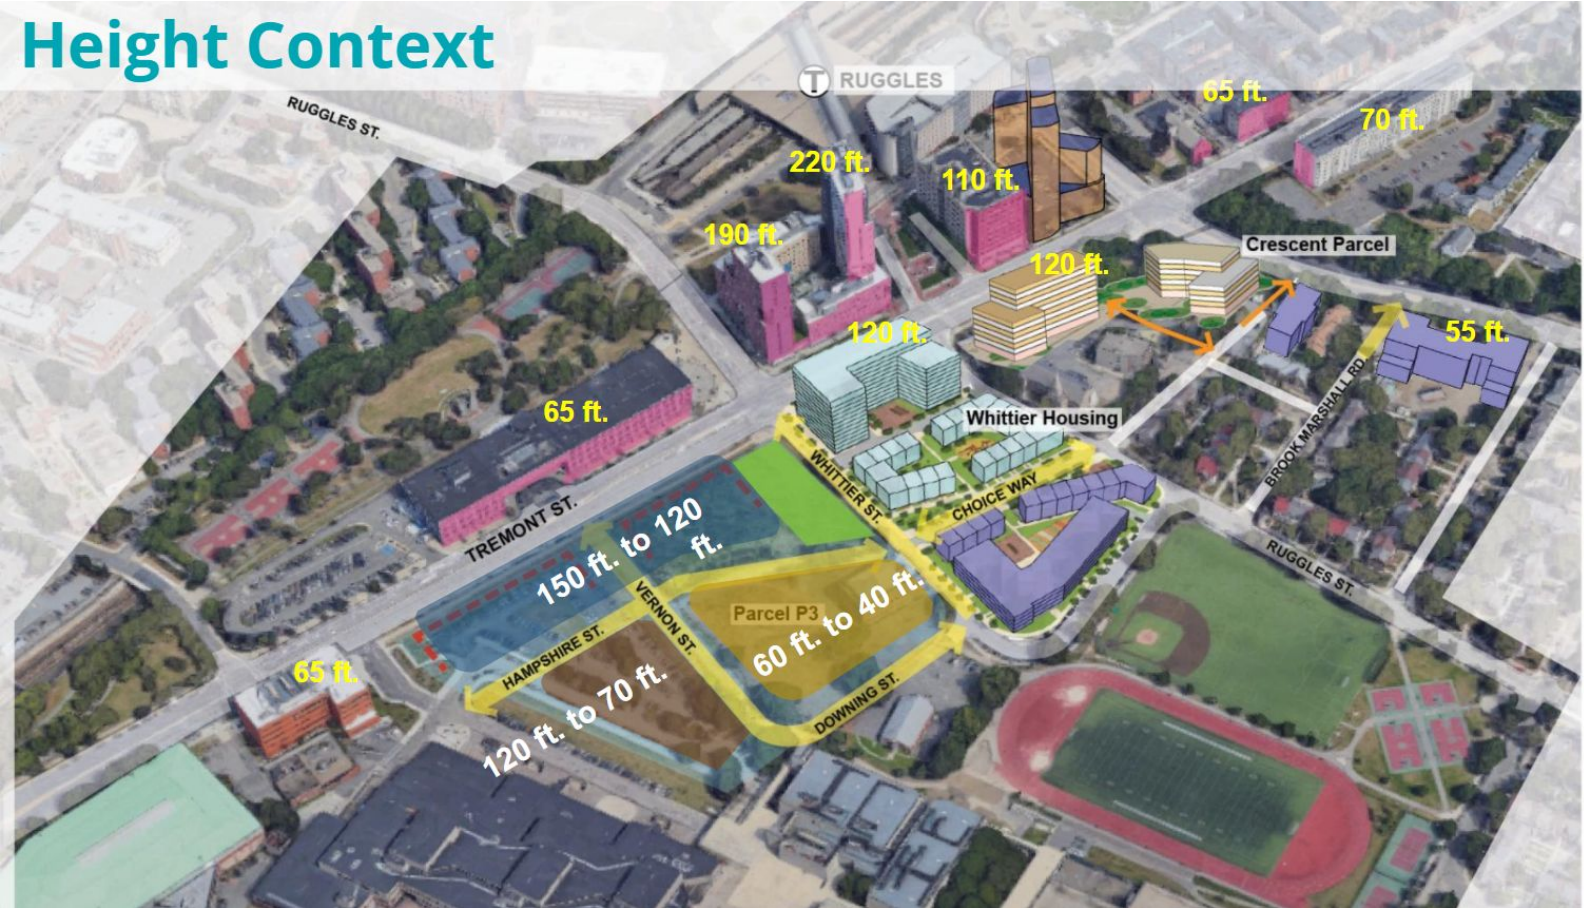 Height Context
T RUGGLES
RUGGLES ST.
65 ft.
70 ft.
220 ft.
110 ft.
190 ft.
120 ft.
Crescent Parcel
120 ft.
55 ft.
65 ft.
Whittier Housing
BROOK MARSHALL RD
WHITTIER ST.
CHOICE WAY
TREMONT ST.
150 ft. to 120
ft.
RUGGLES ST.
VERNON ST.
Parcel P3
60 ft. to 40 ft.
HAMPSHIRE ST.
65 ft.
120 ft. to 70 ft.
DOWNING ST.